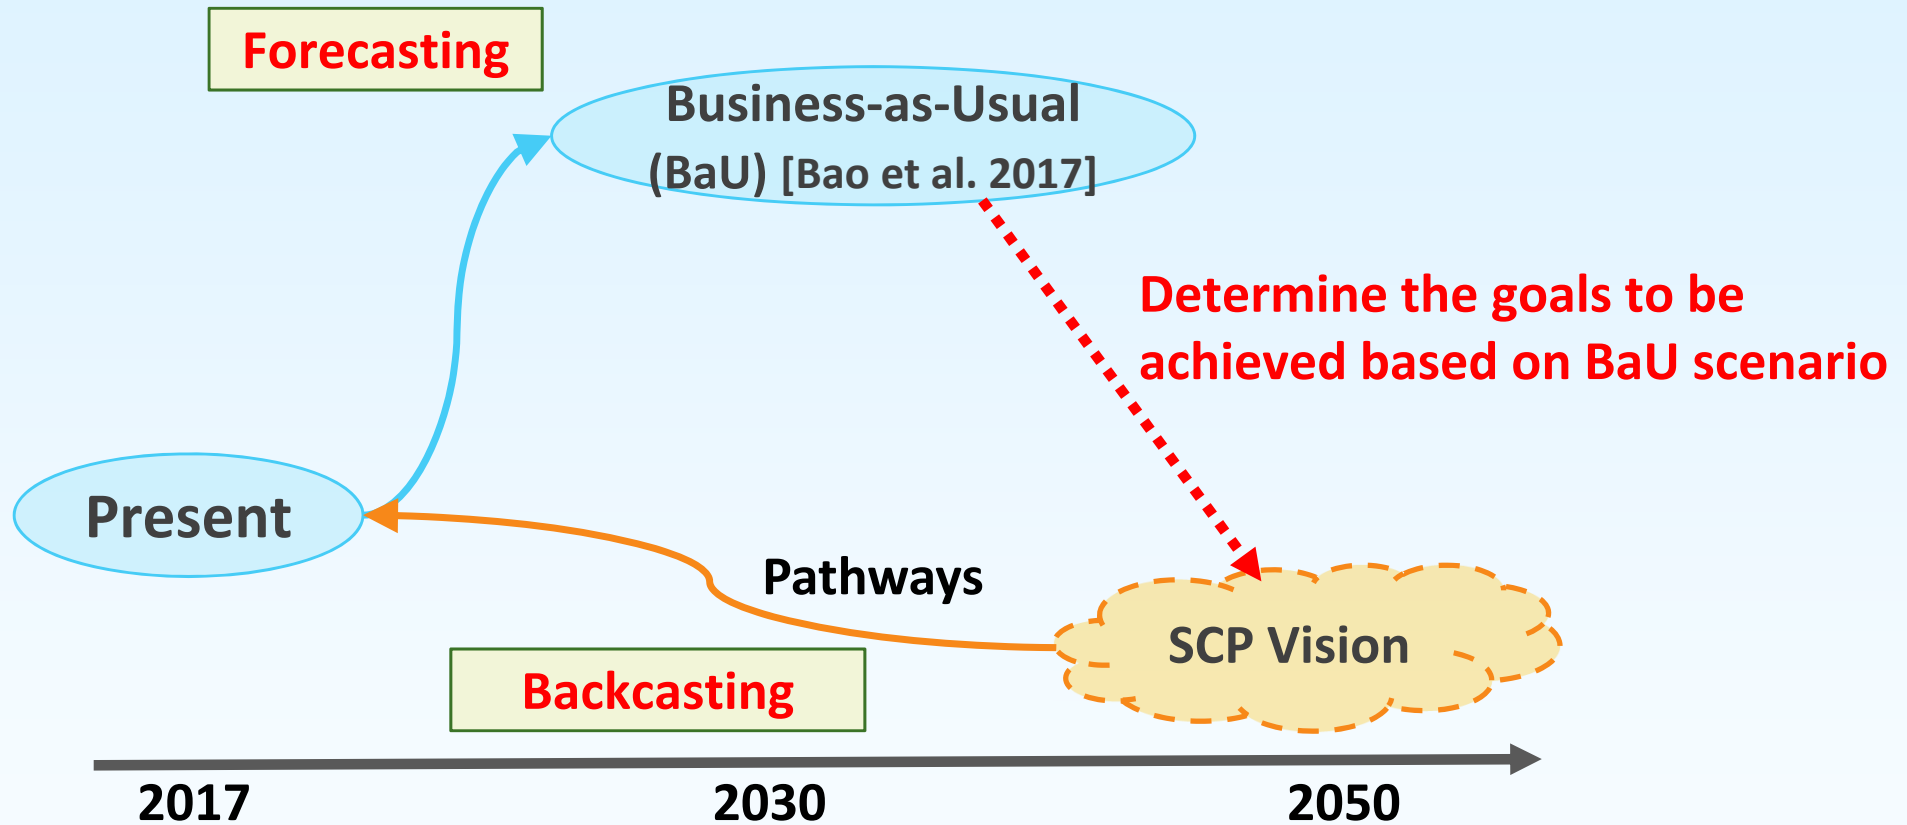 Forecasting
Business-as-Usual
(BaU) [Bao et al. 2017]
Determine the goals to be
achieved based on BaU scenario
Present
Pathways
SCP Vision
Backcasting
2017
2030
2050